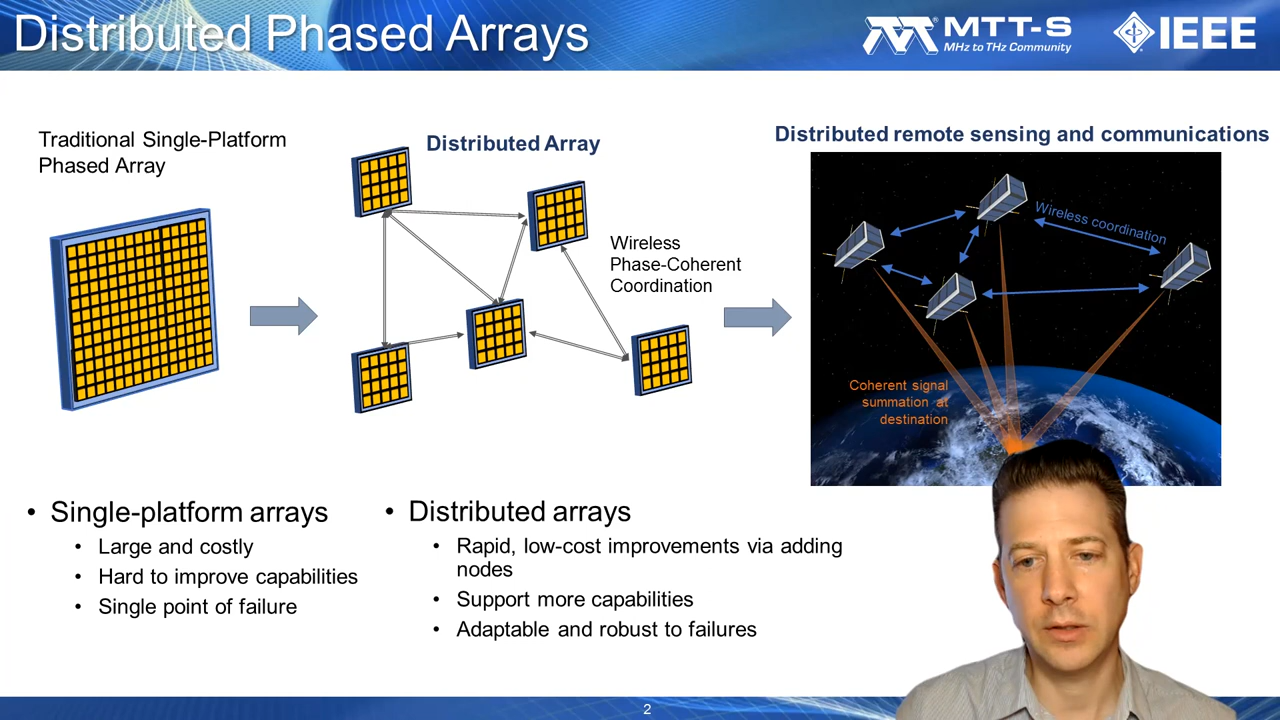 Distributed Phased Arrays
MTT-S
MHz to THz Community
IEEE
Traditional Single-Platform
Phased Array
Distributed Array
Wireless
Phase-Coherent
Coordination
Distributed remote sensing and communications
Wireless coordination
Coherent signal
summation at
destination
• Single-platform arrays
• Large and costly
• Hard to improve capabilities
• Single point of failure
• Distributed arrays
• Rapid, low-cost improvements via adding
nodes
• Support more capabilities
• Adaptable and robust to failures
2